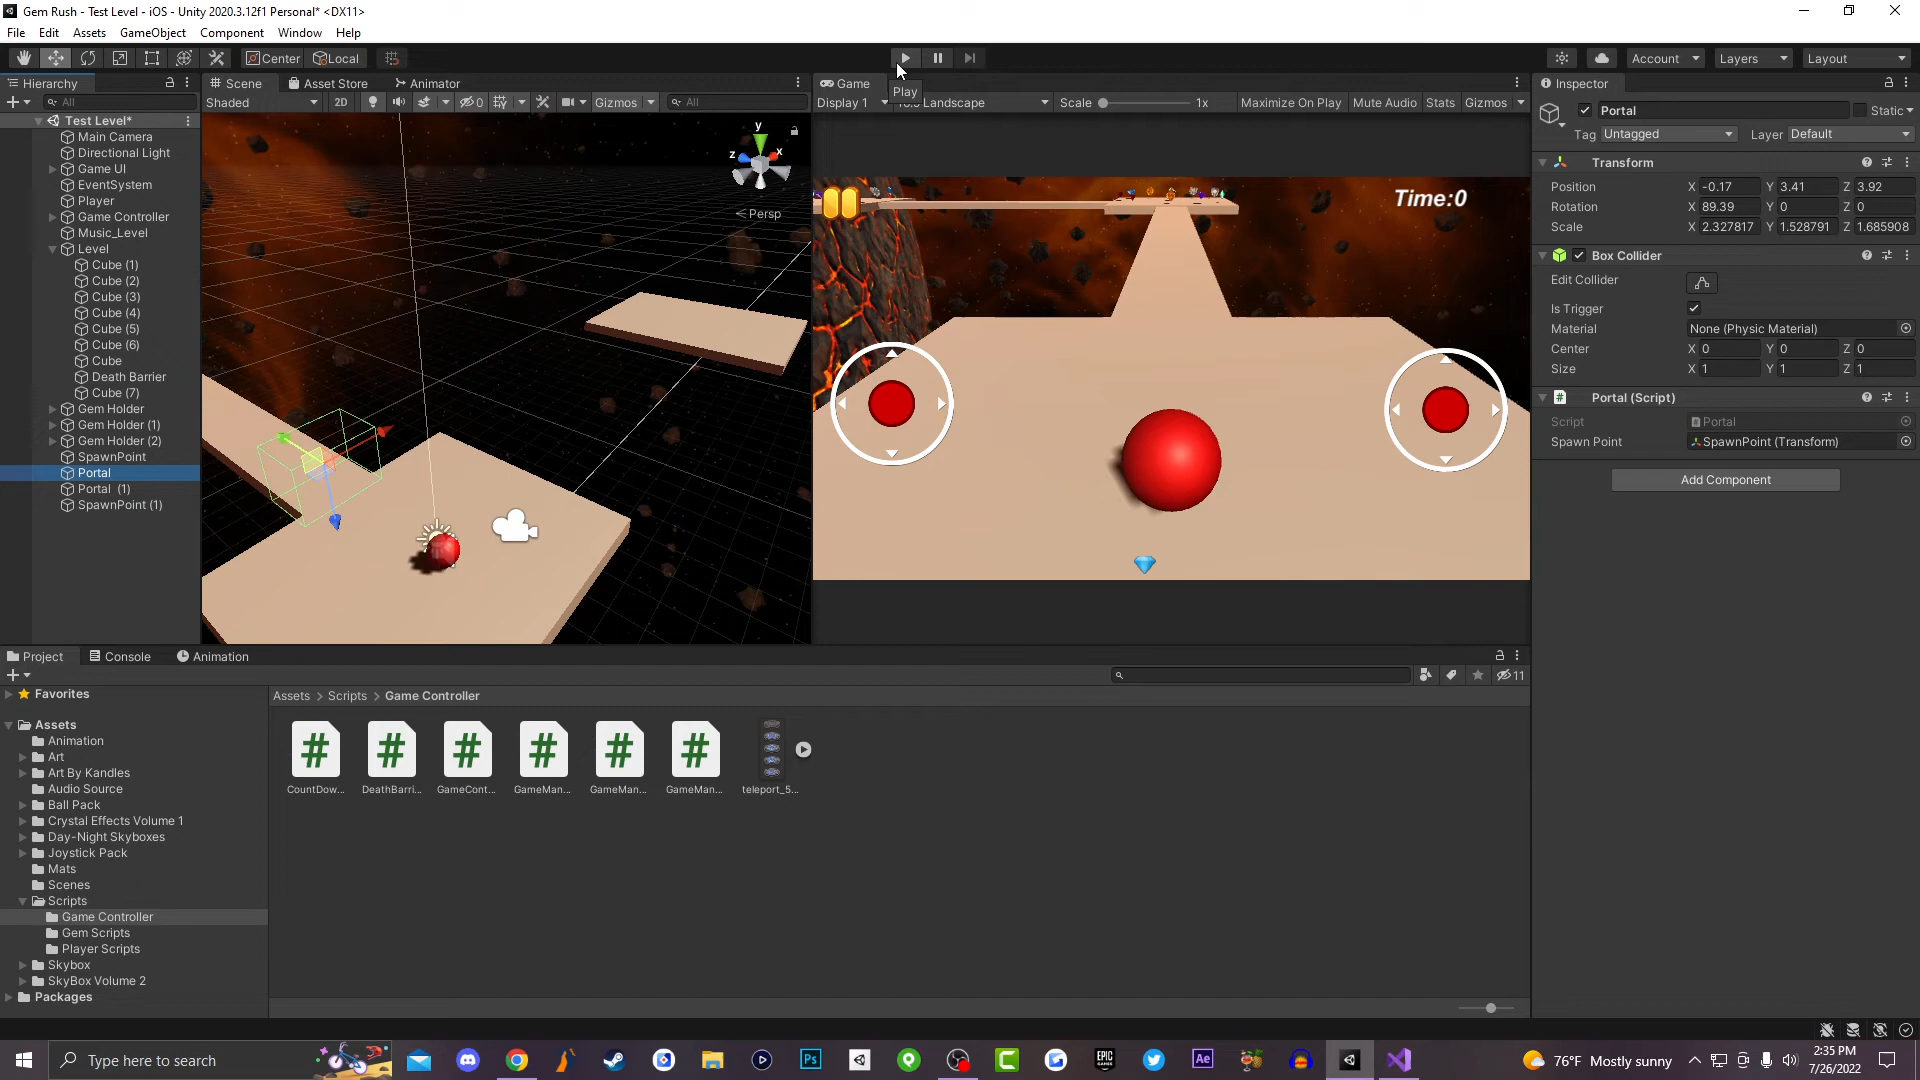 Gem Rush - Test Level - iOS - Unity 2020.3.12f1 Personal* <DX11>
File Edit Assets GameObject Component Window Help
Center Local Account Layers Layout
Hierarchy Scene Asset Store Animator Game Play Inspector
All Shaded 2D 0 Gizmos All Display 1 Landscape Scale 1x Maximize On Play Mute Audio Stats Gizmos
Test Level*
Main Camera
Directional Light
Game UI
EventSystem
Player
Game Controller
Music_Level
Level
Cube (1)
Cube (2)
Cube (3)
Cube (4)
Cube (5)
Cube (6)
Cube
Death Barrier
Cube (7)
Gem Holder
Gem Holder (1)
Gem Holder (2)
SpawnPoint
Portal
Portal (1)
SpawnPoint (1)
y
z x
Persp
Time:0
Portal Static
Tag Untagged Layer Default
Transform
Position X -0.17 Y 3.41 Z 3.92
Rotation X 89.39 Y 0 Z 0
Scale X 2.327817 Y 1.528791 Z 1.685908
Box Collider
Edit Collider
Is Trigger
Material None (Physic Material)
Center X 0 Y 0 Z 0
Size X 1 Y 1 Z 1
# Portal (Script)
Script Portal
Spawn Point SpawnPoint (Transform)
Add Component
Project Console Animation
11
Favorites
Assets
Animation
Art
Art By Kandles
Audio Source
Ball Pack
Crystal Effects Volume 1
Day-Night Skyboxes
Joystick Pack
Mats
Scenes
Scripts
Game Controller
Gem Scripts
Player Scripts
Skybox
SkyBox Volume 2
Packages
Assets > Scripts > Game Controller
# # # # # #
CountDow... DeathBarri... GameCont... GameMan... GameMan... GameMan... teleport_5...
Type here to search
Ps
EPIC GAMES
Ae
76°F Mostly sunny
2:35 PM
7/26/2022